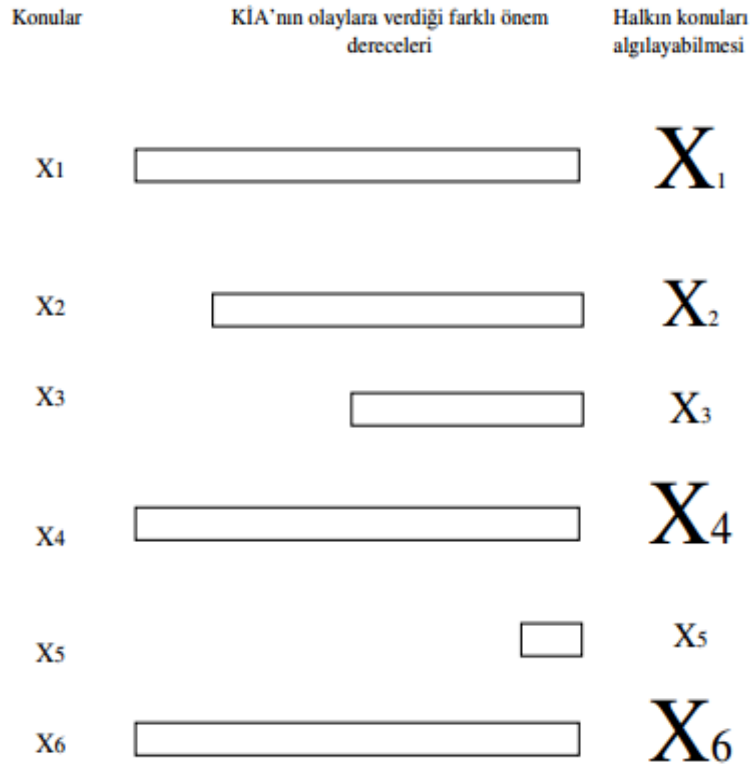 Konular
KİA’nın olaylara verdiği farklı önem
dereceleri
Halkın konuları
algılayabilmesi
X1
X1
X2
X2
X3
X3
X4
X4
X5
X5
X6
X6